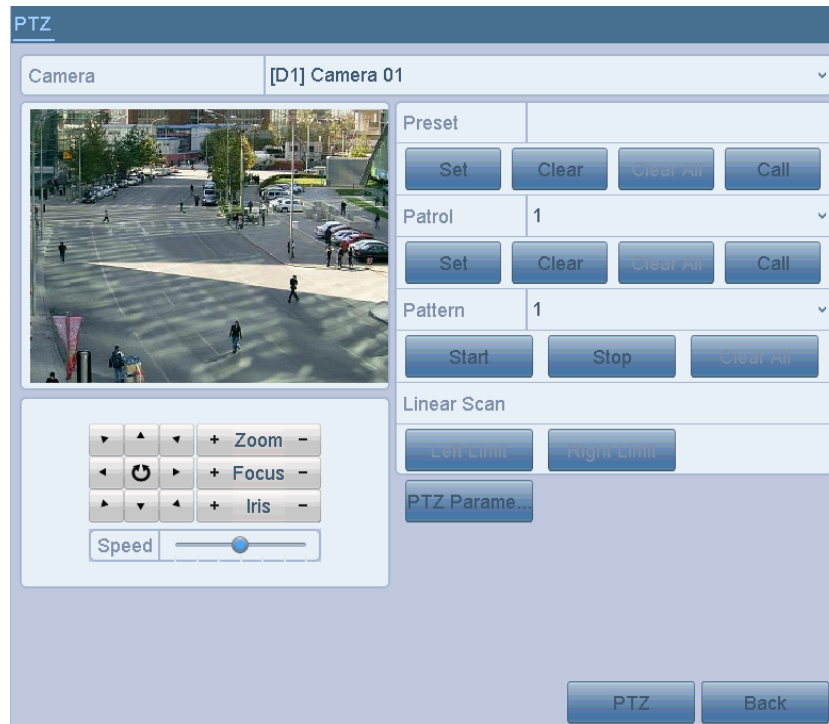 PTZ
Camera [D1] Camera 01
Preset
Set Clear Clear All Call
Patrol 1
Set Clear Clear All Call
Pattern 1
Start Stop Clear All
Linear Scan
Left Limit Right Limit
PTZ Parame...
+ Zoom -
+ Focus -
+ Iris -
Speed
PTZ Back